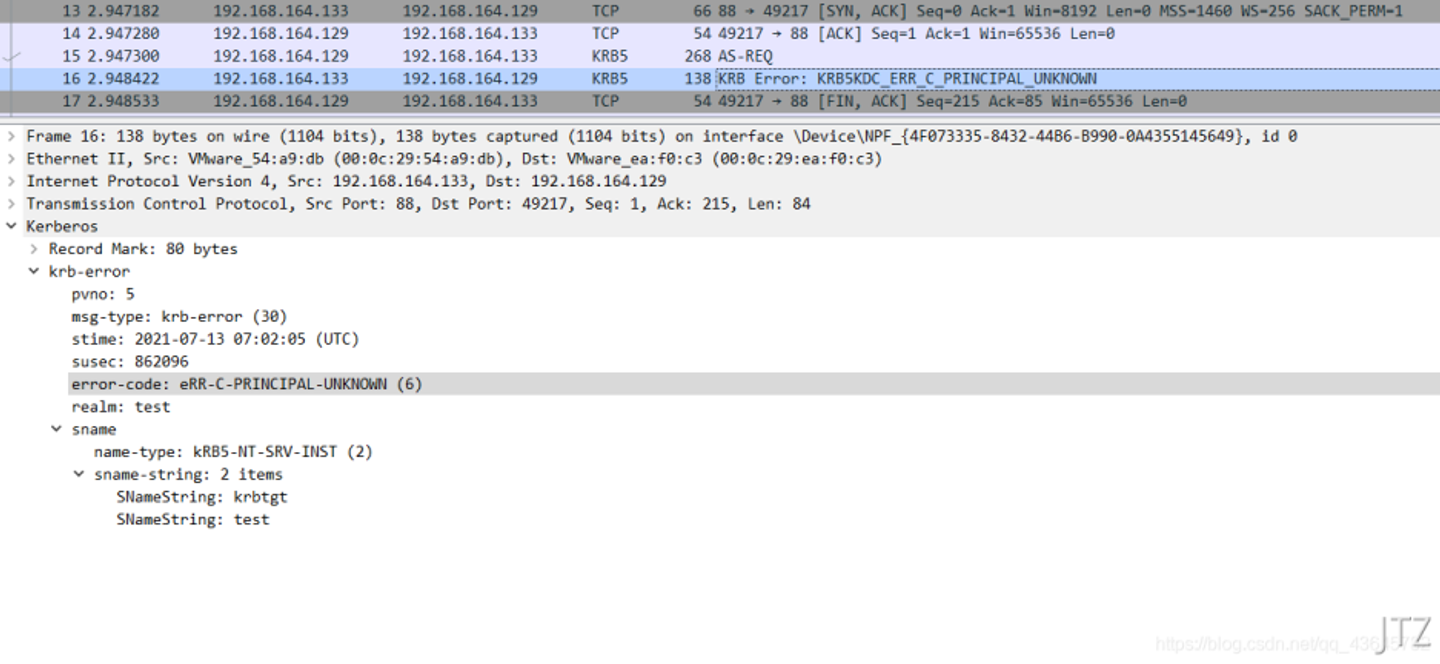 13 2.947182 192.168.164.133 192.168.164.129 TCP 66 88 → 49217 [SYN, ACK] Seq=0 Ack=1 Win=8192 Len=0 MSS=1460 WS=256 SACK_PERM=1
14 2.947280 192.168.164.129 192.168.164.133 TCP 54 49217 → 88 [ACK] Seq=1 Ack=1 Win=65536 Len=0
15 2.947300 192.168.164.129 192.168.164.133 KRB5 268 AS-REQ
16 2.948422 192.168.164.133 192.168.164.129 KRB5 138 KRB Error: KRB5KDC_ERR_C_PRINCIPAL_UNKNOWN
17 2.948533 192.168.164.129 192.168.164.133 TCP 54 49217 → 88 [FIN, ACK] Seq=215 Ack=85 Win=65536 Len=0
Frame 16: 138 bytes on wire (1104 bits), 138 bytes captured (1104 bits) on interface \Device\NPF_{4F073335-8432-44B6-B990-0A4355145649}, id 0
Ethernet II, Src: VMware_54:a9:db (00:0c:29:54:a9:db), Dst: VMware_ea:f0:c3 (00:0c:29:ea:f0:c3)
Internet Protocol Version 4, Src: 192.168.164.133, Dst: 192.168.164.129
Transmission Control Protocol, Src Port: 88, Dst Port: 49217, Seq: 1, Ack: 215, Len: 84
Kerberos
Record Mark: 80 bytes
krb-error
pvno: 5
msg-type: krb-error (30)
stime: 2021-07-13 07:02:05 (UTC)
susec: 862096
error-code: eRR-C-PRINCIPAL-UNKNOWN (6)
realm: test
sname
name-type: kRB5-NT-SRV-INST (2)
sname-string: 2 items
SNameString: krbtgt
SNameString: test
JTZ